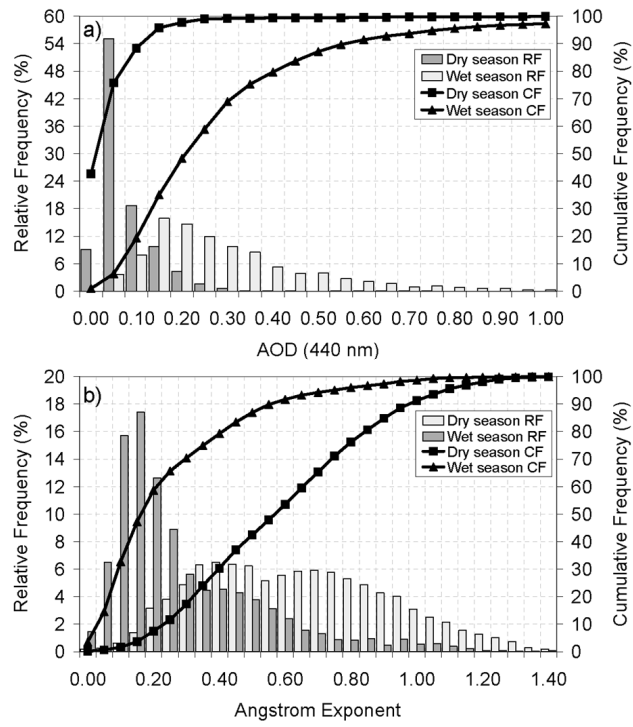 a)
Relative Frequency (%)
60
54
48
42
36
30
24
18
12
6
0
Dry season RF
Wet season RF
Dry season CF
Wet season CF
100
90
80
70
60
50
40
30
20
10
0
Cumulative Frequency (%)
0.00 0.10 0.20 0.30 0.40 0.50 0.60 0.70 0.80 0.90 1.00
AOD (440 nm)
b)
Relative Frequency (%)
20
18
16
14
12
10
8
6
4
2
0
Dry season RF
Wet season RF
Dry season CF
Wet season CF
100
90
80
70
60
50
40
30
20
10
0
Cumulative Frequency (%)
0.00 0.20 0.40 0.60 0.80 1.00 1.20 1.40
Angstrom Exponent